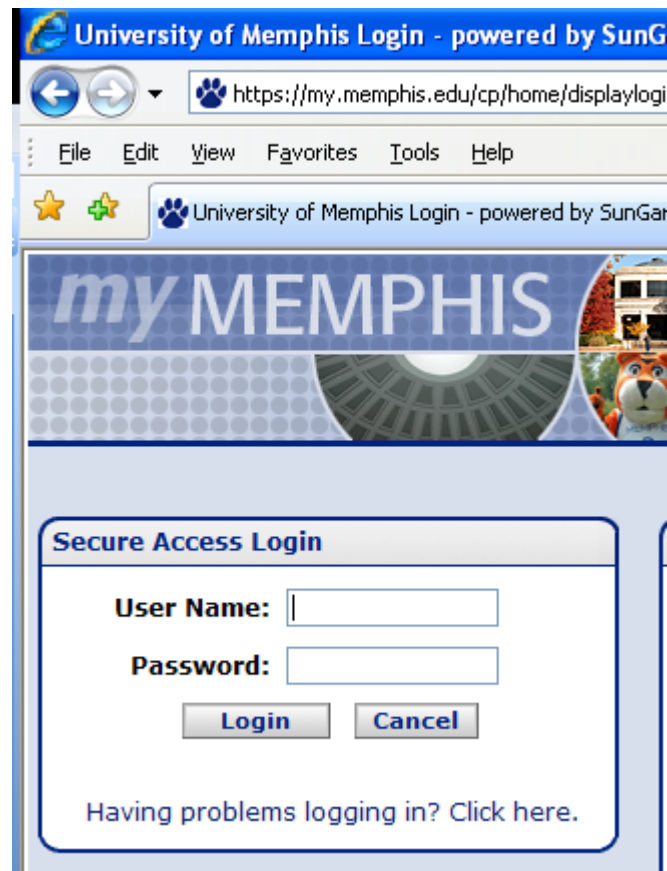 University of Memphis Login - powered by SunG
https://my.memphis.edu/cp/home/displaylogi
File Edit View Favorites Tools Help
University of Memphis Login - powered by SunGar
my MEMPHIS
Secure Access Login
User Name:
Password:
Login Cancel
Having problems logging in? Click here.